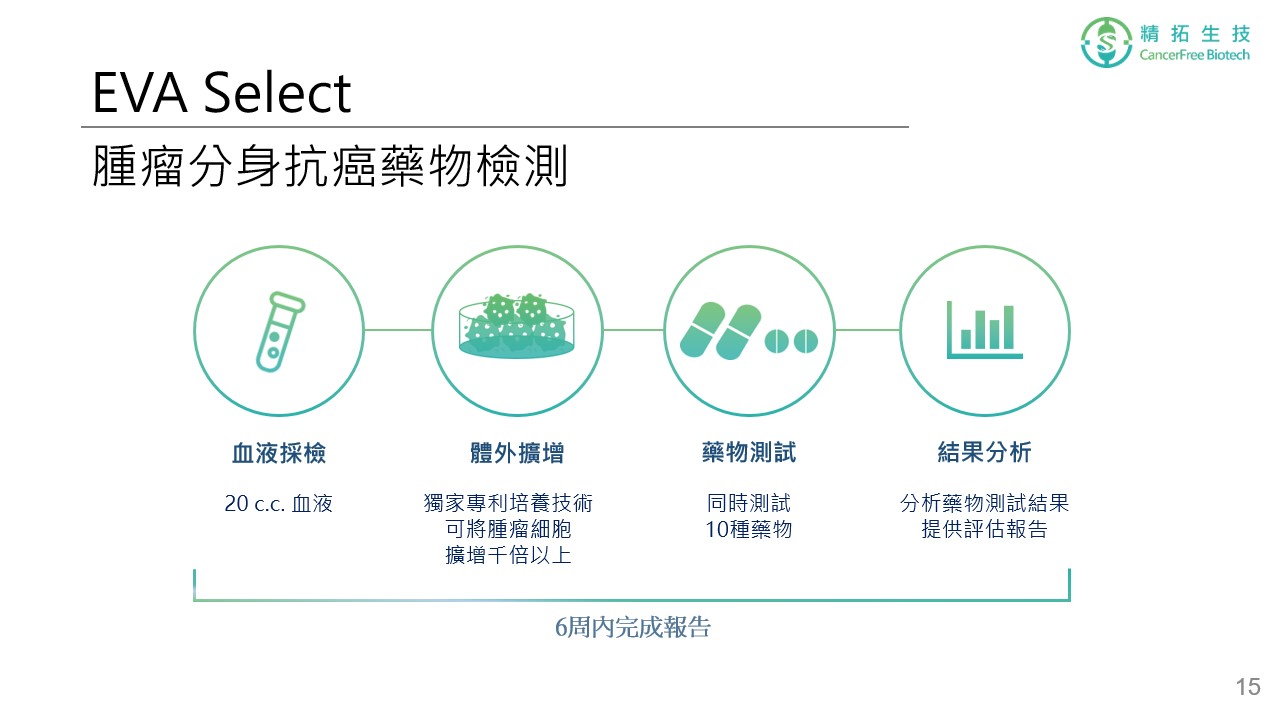 精拓生技
CancerFree Biotech
EVA Select
腫瘤分身抗癌藥物檢測
血液採檢
20 c.c. 血液
體外擴增
獨家專利培養技術
可將腫瘤細胞
擴增千倍以上
藥物測試
同時測試
10種藥物
結果分析
分析藥物測試結果
提供評估報告
6周內完成報告
15